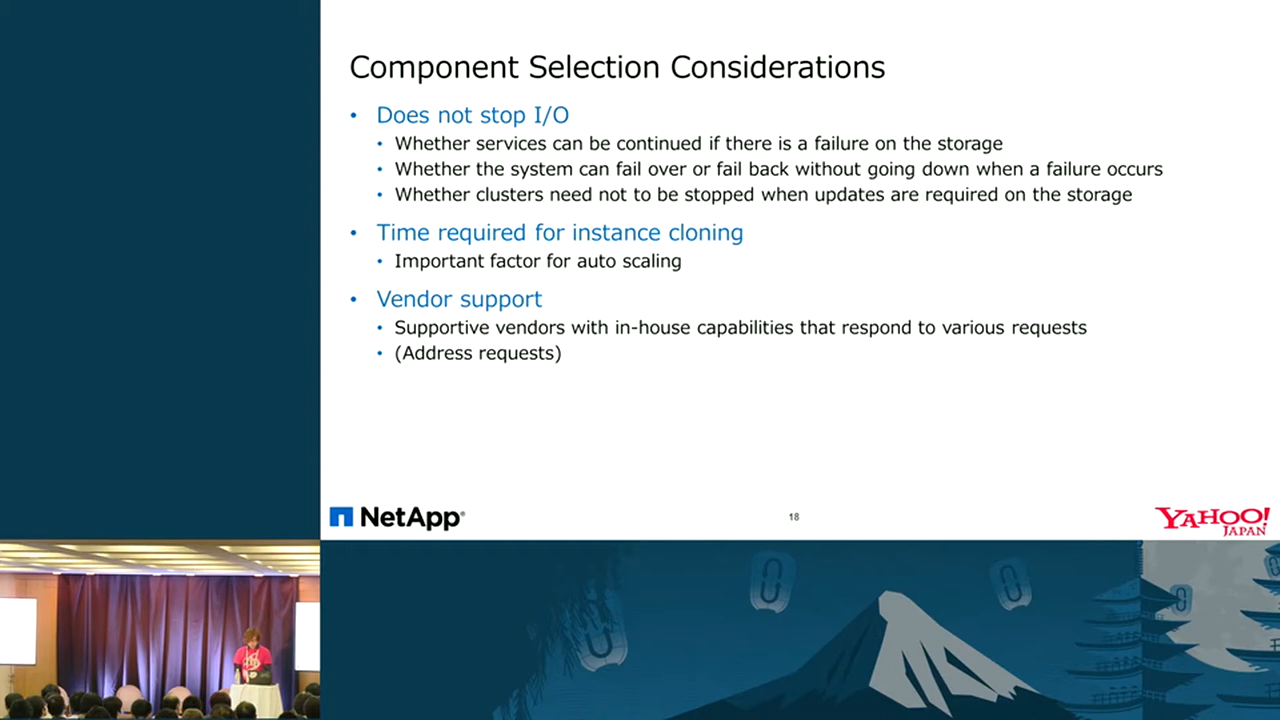 Component Selection Considerations
• Does not stop I/O
• Whether services can be continued if there is a failure on the storage
• Whether the system can fail over or fail back without going down when a failure occurs
• Whether clusters need not to be stopped when updates are required on the storage
• Time required for instance cloning
• Important factor for auto scaling
• Vendor support
• Supportive vendors with in-house capabilities that respond to various requests
• (Address requests)
NetApp®
18
YAHOO!
JAPAN